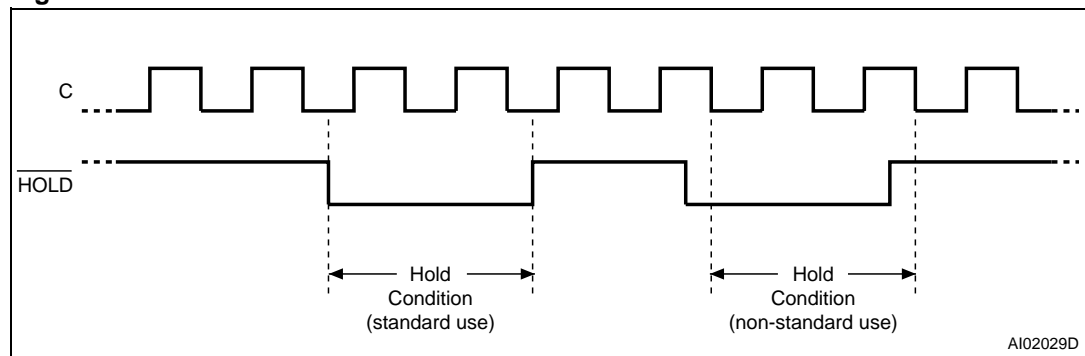 C
HOLD
Hold
Condition
(standard use)
Hold
Condition
(non-standard use)
AI02029D